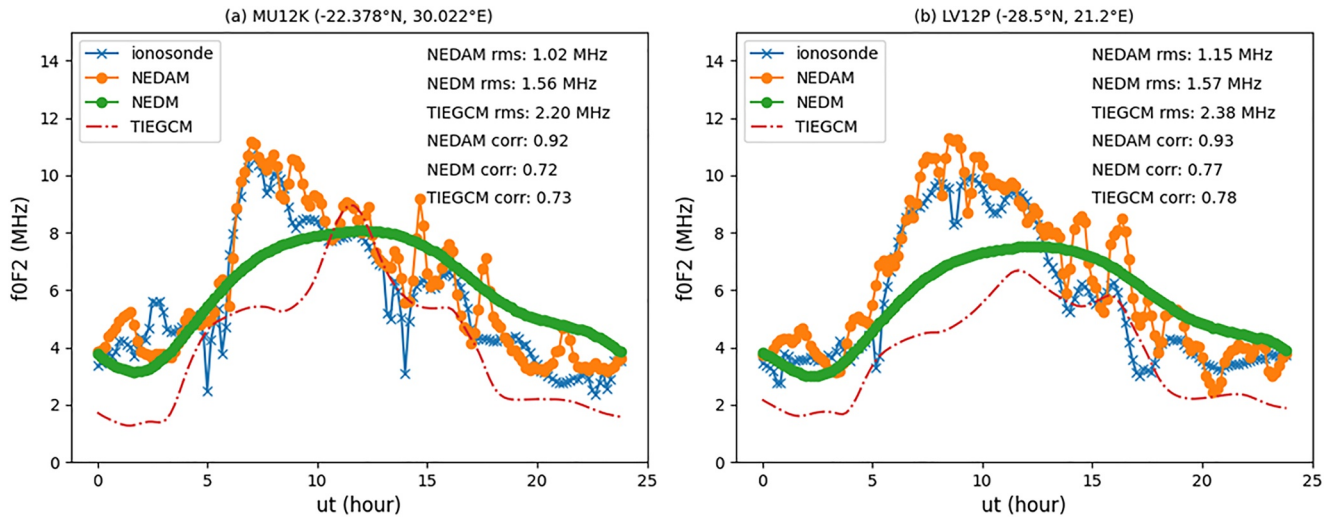 (a) MU12K (-22.378°N, 30.022°E)
ionosonde
NEDAM
NEDM
TIEGCM
NEDAM rms: 1.02 MHz
NEDM rms: 1.56 MHz
TIEGCM rms: 2.20 MHz
NEDAM corr: 0.92
NEDM corr: 0.72
TIEGCM corr: 0.73
f0F2 (MHz)
14
12
10
8
6
4
2
0
0 5 10 15 20 25
ut (hour)
(b) LV12P (-28.5°N, 21.2°E)
ionosonde
NEDAM
NEDM
TIEGCM
NEDAM rms: 1.15 MHz
NEDM rms: 1.57 MHz
TIEGCM rms: 2.38 MHz
NEDAM corr: 0.93
NEDM corr: 0.77
TIEGCM corr: 0.78
f0F2 (MHz)
14
12
10
8
6
4
2
0
0 5 10 15 20 25
ut (hour)